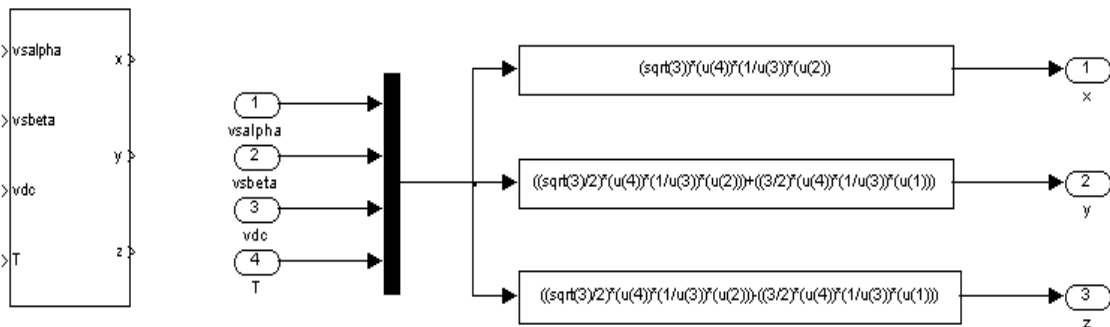 vsalpha
x
vsbeta
y
vdc
z
T
1
vsalpha
2
vsbeta
3
vdc
4
T
(sqrt(3))*(u(4))*(1/u(3))*(u(2))
1
x
((sqrt(3)/2)*(u(4))*(1/u(3))*(u(2)))+((3/2)*(u(4))*(1/u(3))*(u(1)))
2
y
((sqrt(3)/2)*(u(4))*(1/u(3))*(u(2)))-((3/2)*(u(4))*(1/u(3))*(u(1)))
3
z